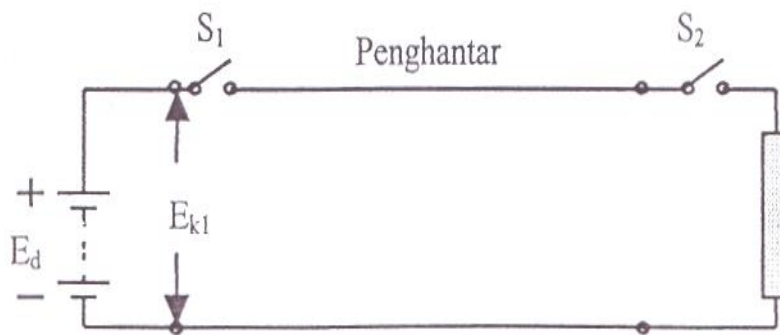 S1
Penghantar
S2
+
Ek1
Ed
−